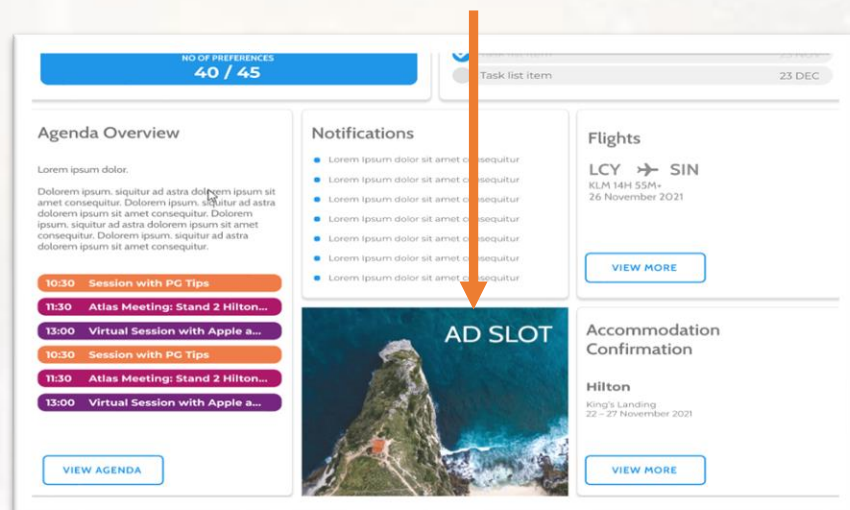 NO OF PREFERENCES
40 / 45
Task list item
23 DEC
Agenda Overview
Lorem ipsum dolor.
Dolorem ipsum. siquitur ad astra dolorem ipsum sit
amet consequitur. Dolorem ipsum. siquitur ad astra
dolorem ipsum sit amet consequitur. Dolorem
ipsum. siquitur ad astra dolorem ipsum sit amet
consequitur. Dolorem ipsum. siquitur ad astra
dolorem ipsum sit amet consequitur.
10:30 Session with PG Tips
11:30 Atlas Meeting: Stand 2 Hilton...
13:00 Virtual Session with Apple a...
10:30 Session with PG Tips
11:30 Atlas Meeting: Stand 2 Hilton...
13:00 Virtual Session with Apple a...
VIEW AGENDA
Notifications
Lorem Ipsum dolor sit amet consequitur
Lorem Ipsum dolor sit amet consequitur
Lorem Ipsum dolor sit amet consequitur
Lorem Ipsum dolor sit amet consequitur
Lorem Ipsum dolor sit amet consequitur
Lorem Ipsum dolor sit amet consequitur
Lorem Ipsum dolor sit amet consequitur
AD SLOT
Flights
LCY SIN
KLM 14H 55M+
26 November 2021
VIEW MORE
Accommodation
Confirmation
Hilton
King's Landing
22 – 27 November 2021
VIEW MORE